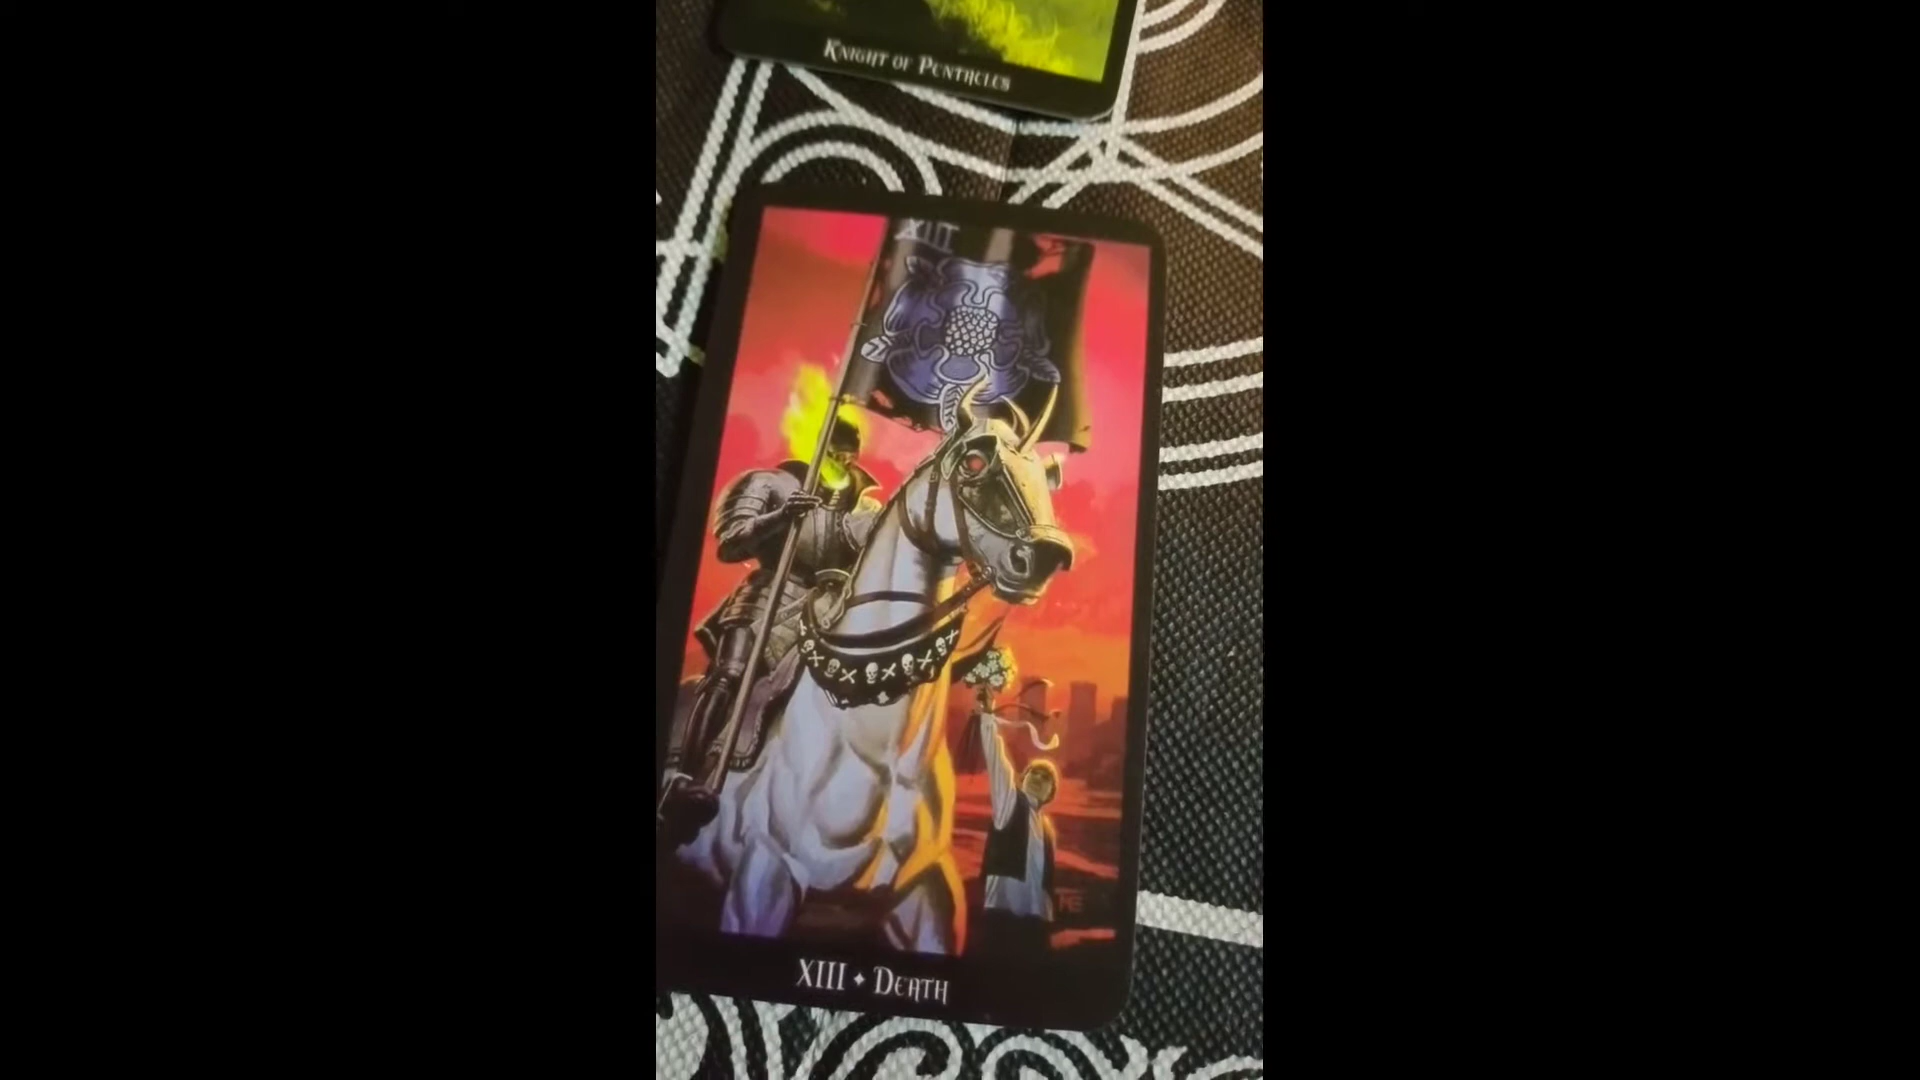 Knight of Pentacles
XIII
XIII ✦ Death